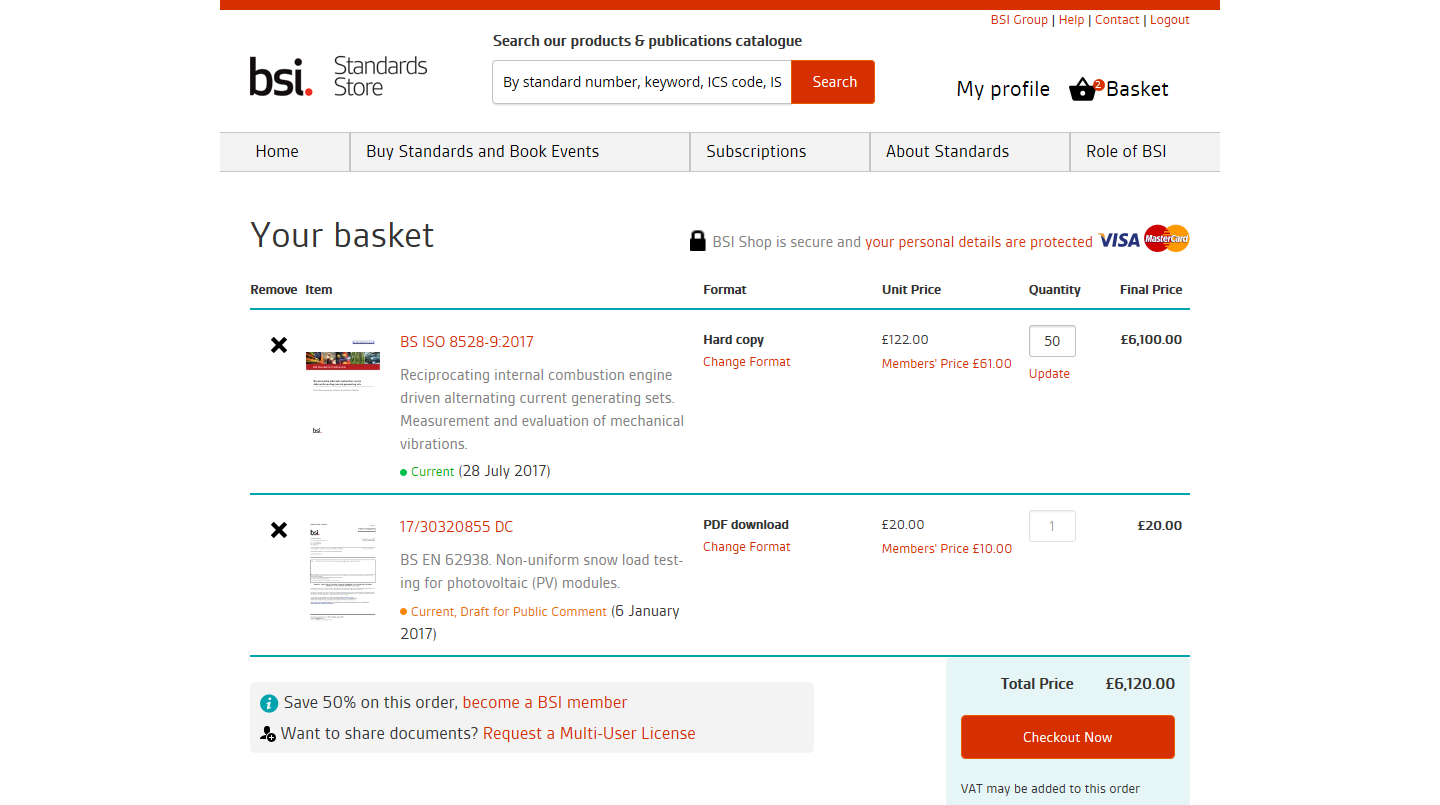 BSI Group | Help | Contact | Logout
Search our products & publications catalogue
bsi. Standards Store
By standard number, keyword, ICS code, IS
Search
My profile
2
Basket
Home
Buy Standards and Book Events
Subscriptions
About Standards
Role of BSI
Your basket
BSI Shop is secure and your personal details are protected
VISA
MasterCard
Remove Item Format Unit Price Quantity Final Price
BS ISO 8528-9:2017
Reciprocating internal combustion engine
driven alternating current generating sets.
Measurement and evaluation of mechanical
vibrations.
Current (28 July 2017)
bsi.
Hard copy
Change Format
£122.00
Members' Price £61.00
50
Update
£6,100.00
bsi.
17/30320855 DC
BS EN 62938. Non-uniform snow load test-
ing for photovoltaic (PV) modules.
Current, Draft for Public Comment (6 January
2017)
PDF download
Change Format
£20.00
Members' Price £10.00
1
£20.00
Save 50% on this order, become a BSI member
Want to share documents? Request a Multi-User License
Total Price £6,120.00
Checkout Now
VAT may be added to this order